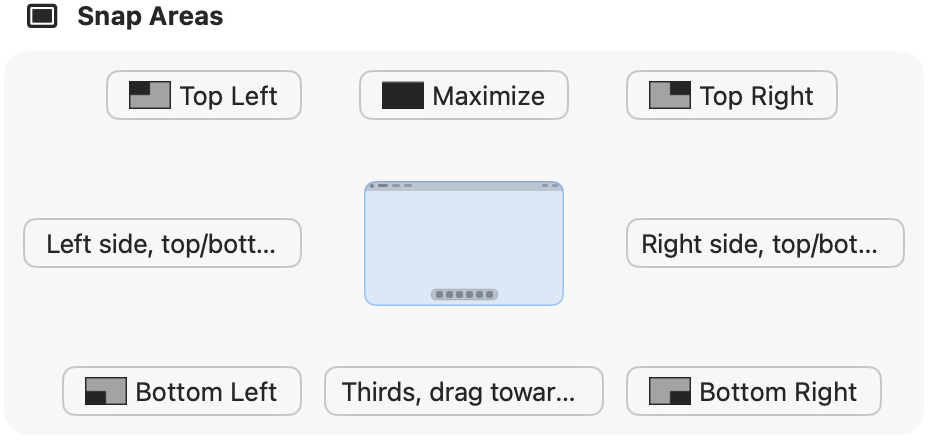 Snap Areas
Top Left
Maximize
Top Right
Left side, top/bott...
Right side, top/bot...
Bottom Left
Thirds, drag towar...
Bottom Right